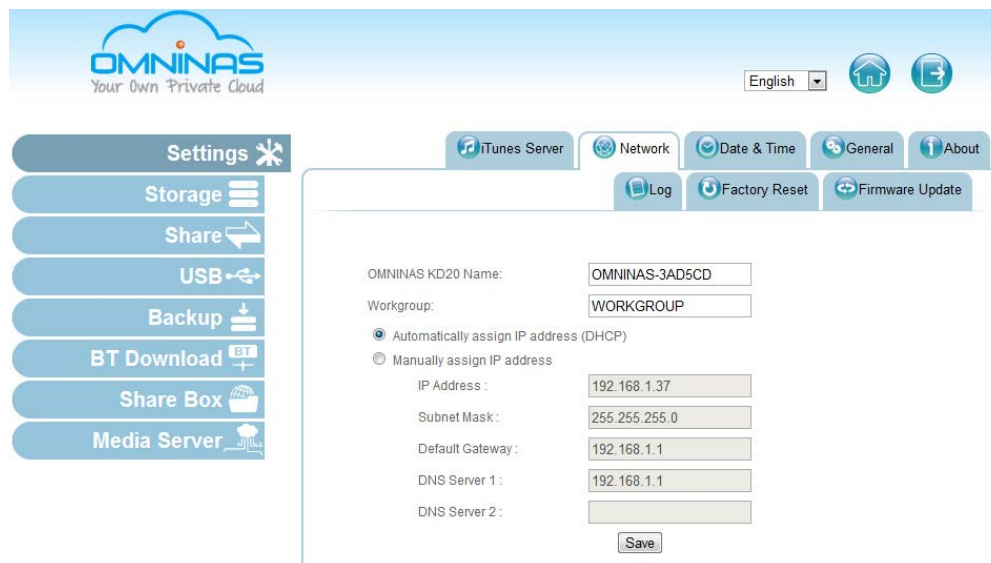 OMNINAS
Your Own Private Cloud
English
Settings
Storage
Share
USB
Backup
BT Download BT
Share Box
Media Server
iTunes Server Network Date & Time General About
Log Factory Reset Firmware Update
OMNINAS KD20 Name: OMNINAS-3AD5CD
Workgroup: WORKGROUP
Automatically assign IP address (DHCP)
Manually assign IP address
IP Address : 192.168.1.37
Subnet Mask : 255.255.255.0
Default Gateway : 192.168.1.1
DNS Server 1 : 192.168.1.1
DNS Server 2 :
Save